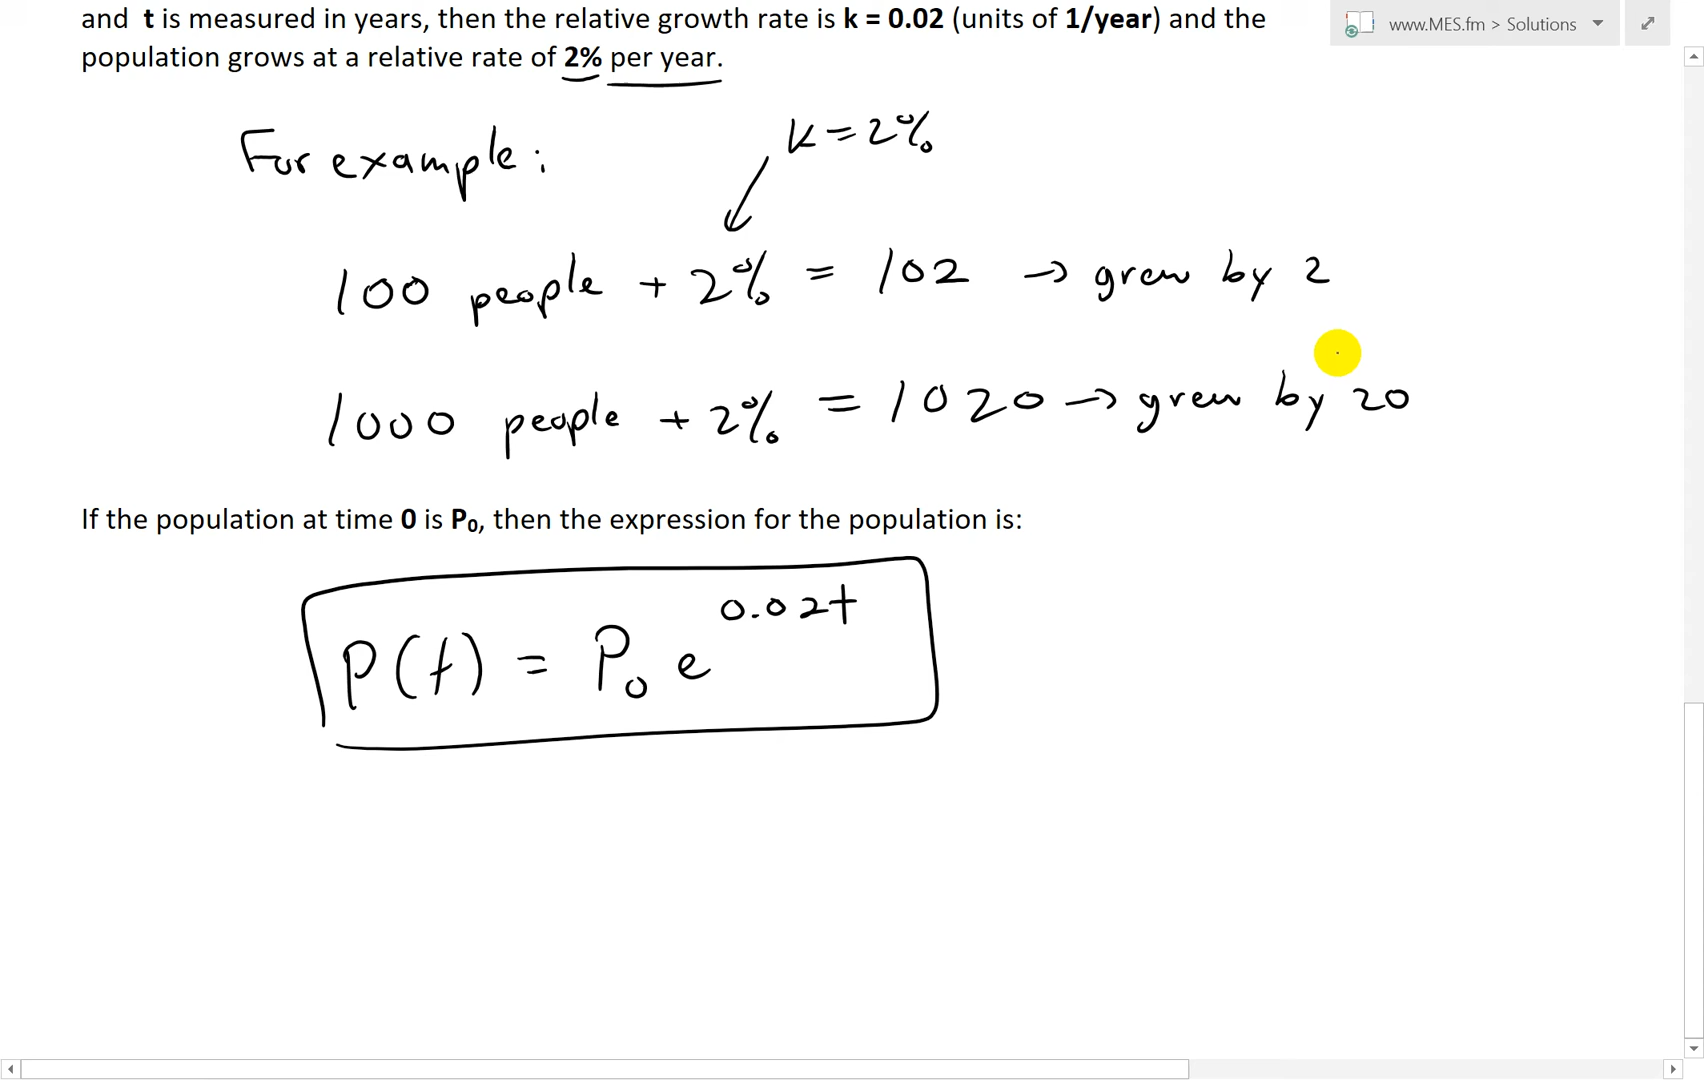 and t is measured in years, then the relative growth rate is k = 0.02 (units of 1/year) and the
www.MES.fm > Solutions
population grows at a relative rate of 2% per year.
k = 2%
For example:
100 people + 2% = 102 → grew by 2
1000 people + 2% = 1020 → grew by 20
If the population at time 0 is P₀, then the expression for the population is:
P(t) = P₀ e^0.02t